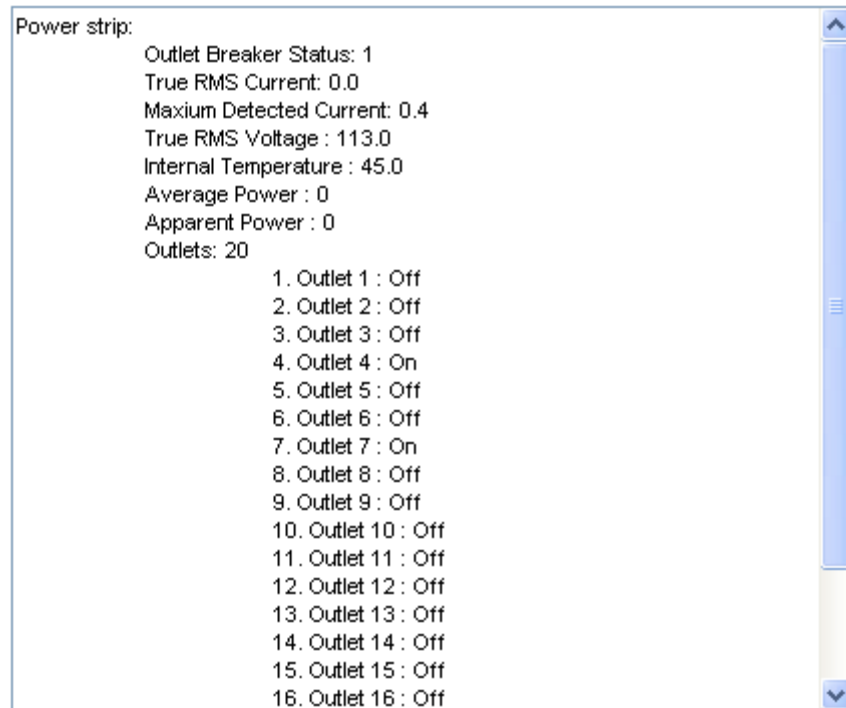 Power strip:
Outlet Breaker Status: 1
True RMS Current: 0.0
Maxium Detected Current: 0.4
True RMS Voltage : 113.0
Internal Temperature : 45.0
Average Power : 0
Apparent Power : 0
Outlets: 20
1. Outlet 1 : Off
2. Outlet 2 : Off
3. Outlet 3 : Off
4. Outlet 4 : On
5. Outlet 5 : Off
6. Outlet 6 : Off
7. Outlet 7 : On
8. Outlet 8 : Off
9. Outlet 9 : Off
10. Outlet 10 : Off
11. Outlet 11 : Off
12. Outlet 12 : Off
13. Outlet 13 : Off
14. Outlet 14 : Off
15. Outlet 15 : Off
16. Outlet 16 : Off